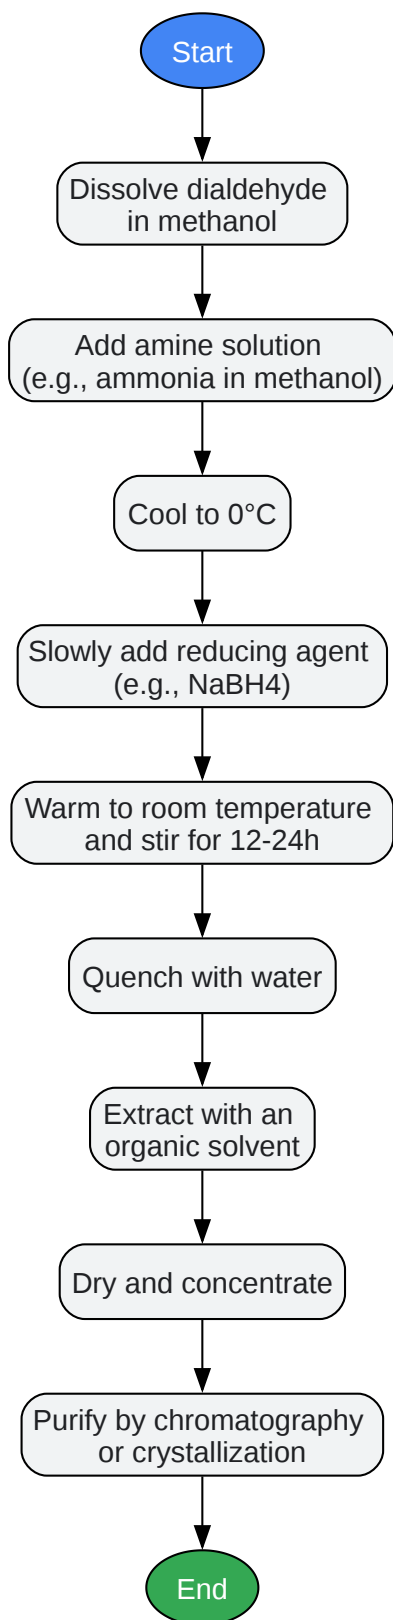 Start
Dissolve dialdehyde
in methanol
Add amine solution
(e.g., ammonia in methanol)
Cool to 0°C
Slowly add reducing agent
(e.g., NaBH4)
Warm to room temperature
and stir for 12-24h
Quench with water
Extract with an
organic solvent
Dry and concentrate
Purify by chromatography
or crystallization
End